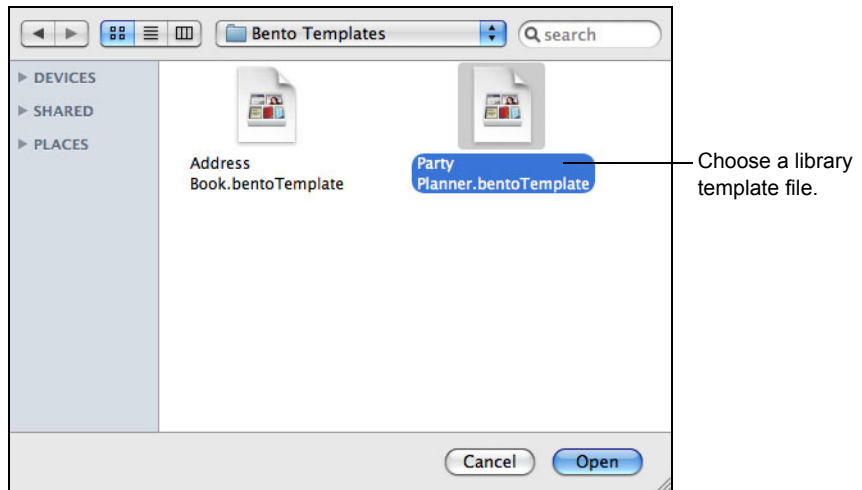 Bento Templates
search
DEVICES
SHARED
PLACES
Address
Book.bentoTemplate
Party
Planner.bentoTemplate
Choose a library
template file.
Cancel
Open